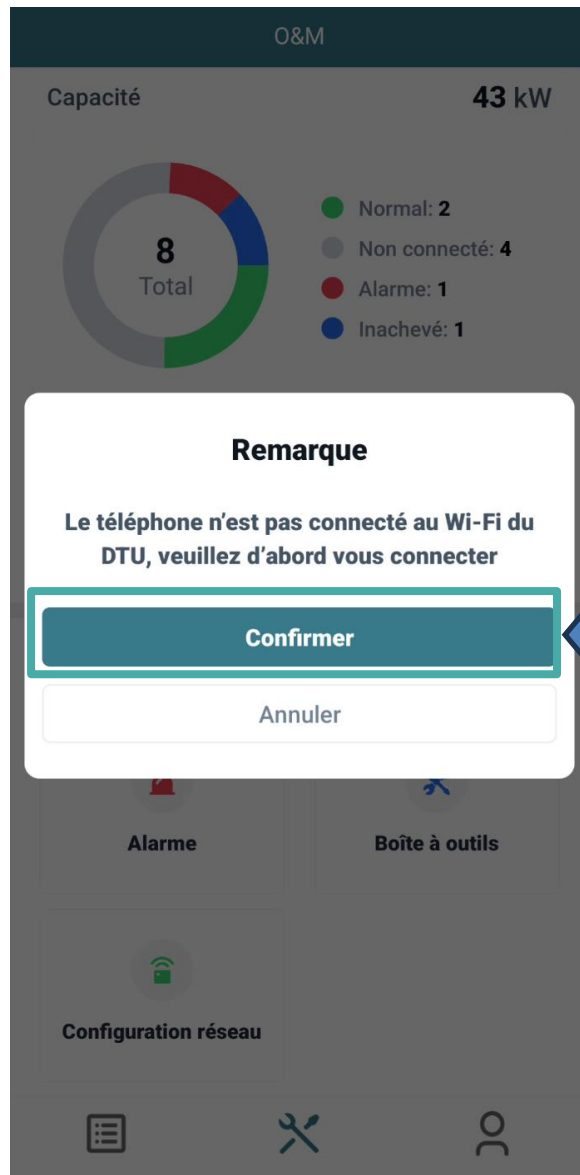 O&M
Capacité 43 kW
8
Total
Normal: 2
Non connecté: 4
Alarme: 1
Inachevé: 1
Remarque
Le téléphone n’est pas connecté au Wi-Fi du
DTU, veuillez d’abord vous connecter
Confirmer
Annuler
Alarme
Boîte à outils
Configuration réseau